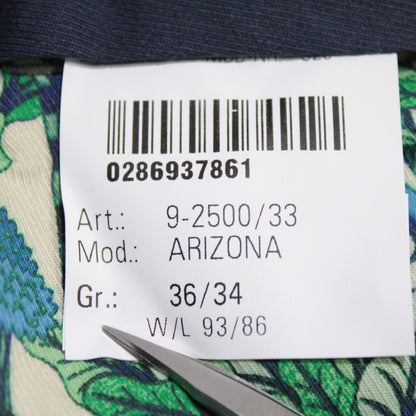 0286937861
Art.: 9-2500/33
Mod.: ARIZONA
Gr.: 36/34
W/L 93/86